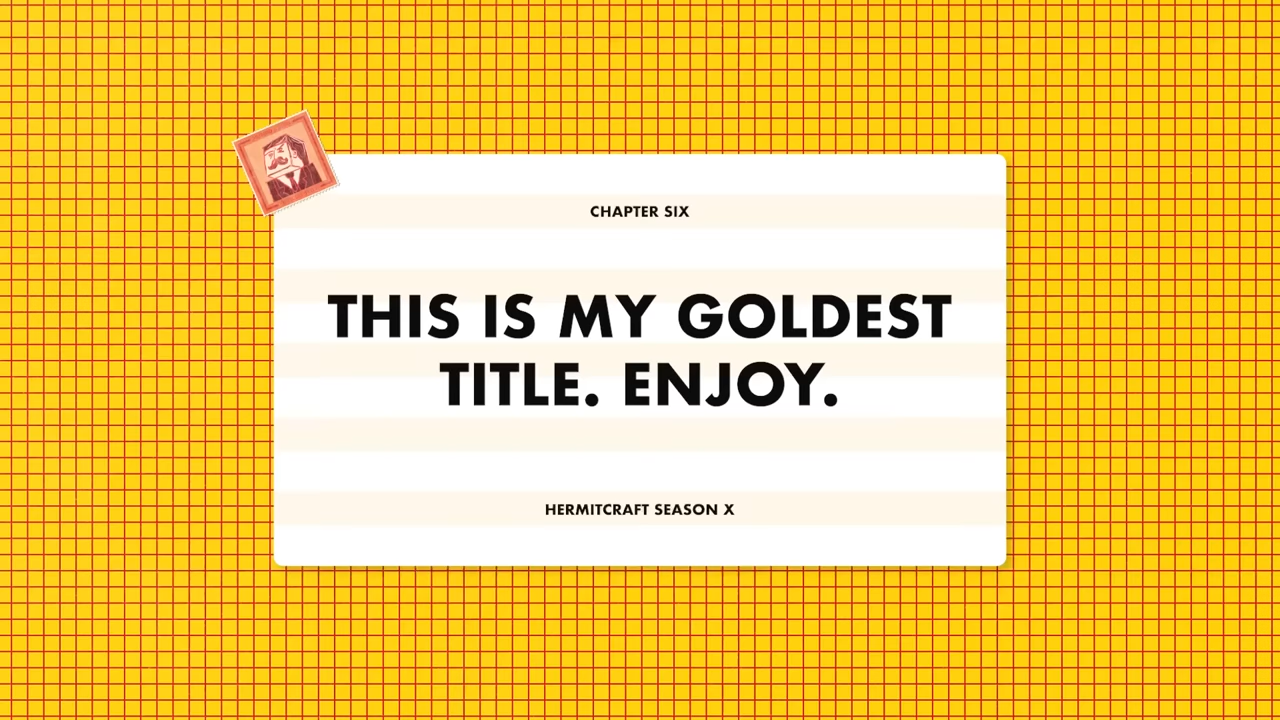 CHAPTER SIX
THIS IS MY GOLDEST
TITLE. ENJOY.
HERMITCRAFT SEASON X